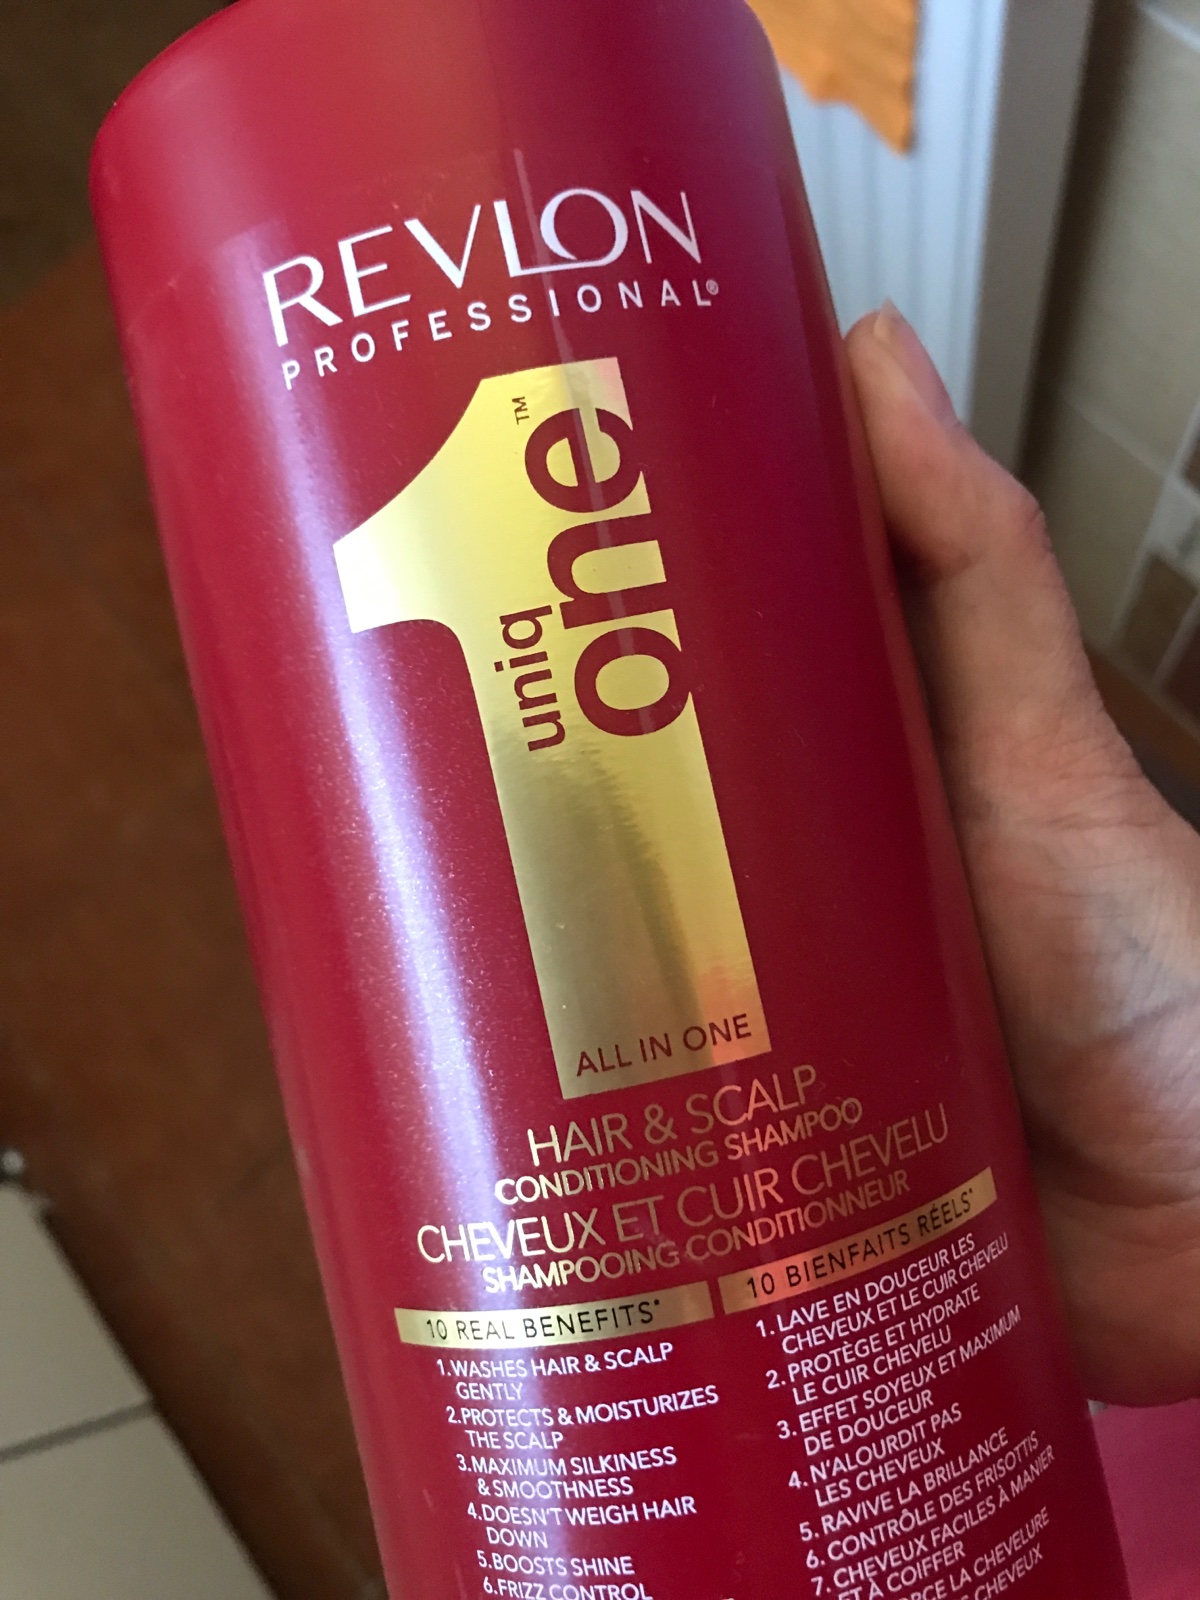 REVLON
PROFESSIONAL®
uniq
one™
ALL IN ONE
HAIR & SCALP
CONDITIONING SHAMPOO
CHEVEUX ET CUIR CHEVELU
SHAMPOOING CONDITIONNEUR
10 REAL BENEFITS*
1.WASHES HAIR & SCALP
GENTLY
2.PROTECTS & MOISTURIZES
THE SCALP
3.MAXIMUM SILKINESS
& SMOOTHNESS
4.DOESN'T WEIGH HAIR
DOWN
5.BOOSTS SHINE
6.FRIZZ CONTROL
10 BIENFAITS RÉELS*
1. LAVE EN DOUCEUR LES
CHEVEUX ET LE CUIR CHEVELU
2. PROTÈGE ET HYDRATE
LE CUIR CHEVELU
3. EFFET SOYEUX ET MAXIMUM
DE DOUCEUR
4. N'ALOURDIT PAS
LES CHEVEUX
5. RAVIVE LA BRILLANCE
6. CONTRÔLE DES FRISOTTIS
7. CHEVEUX FACILES À MANIER
ET À COIFFER
LA CHEVELURE
CHEVEUX